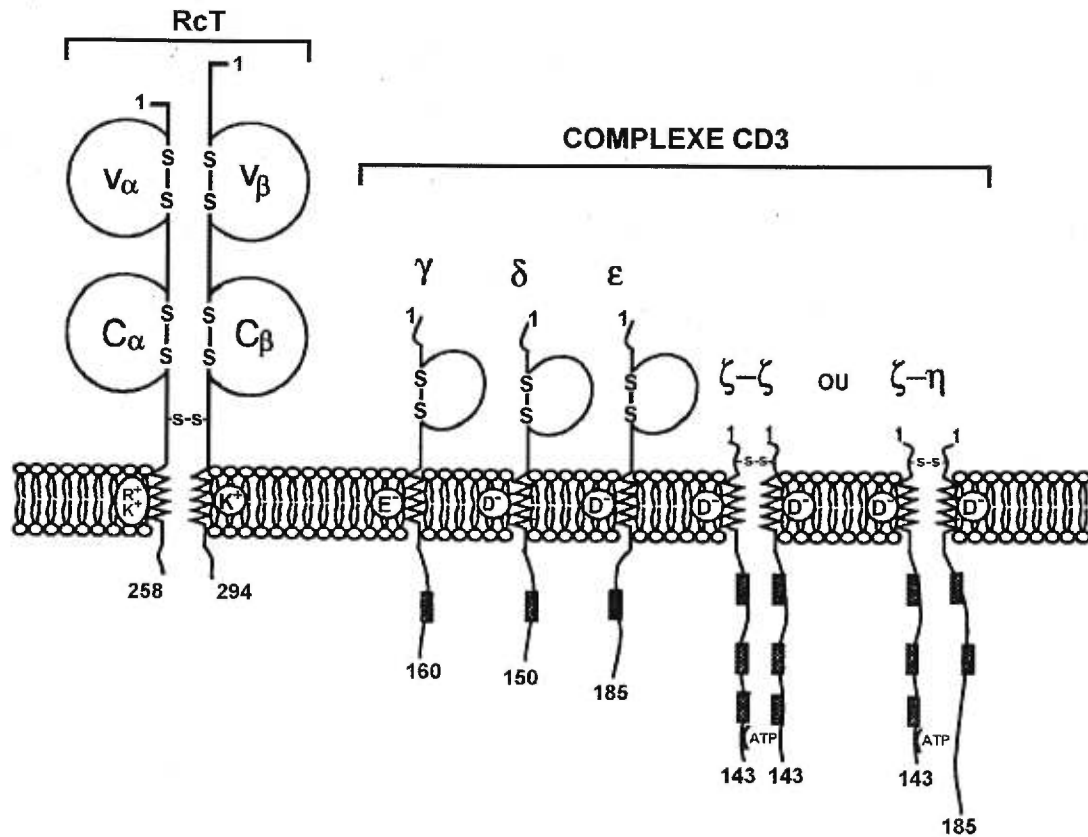 RcT
COMPLEXE CD3
1
1
S S
Vα Vβ
S S
γ δ ε
1 1 1
S S
Cα Cβ
S S
S S S
S S S
ζ–ζ ou ζ–η
-s-s-
1 1 1 1
-s-s- -s-s
R+
K+ K+ E- D- D- D- D- D- D-
258 294
160 150 185
ATP ATP
143 143 143
185